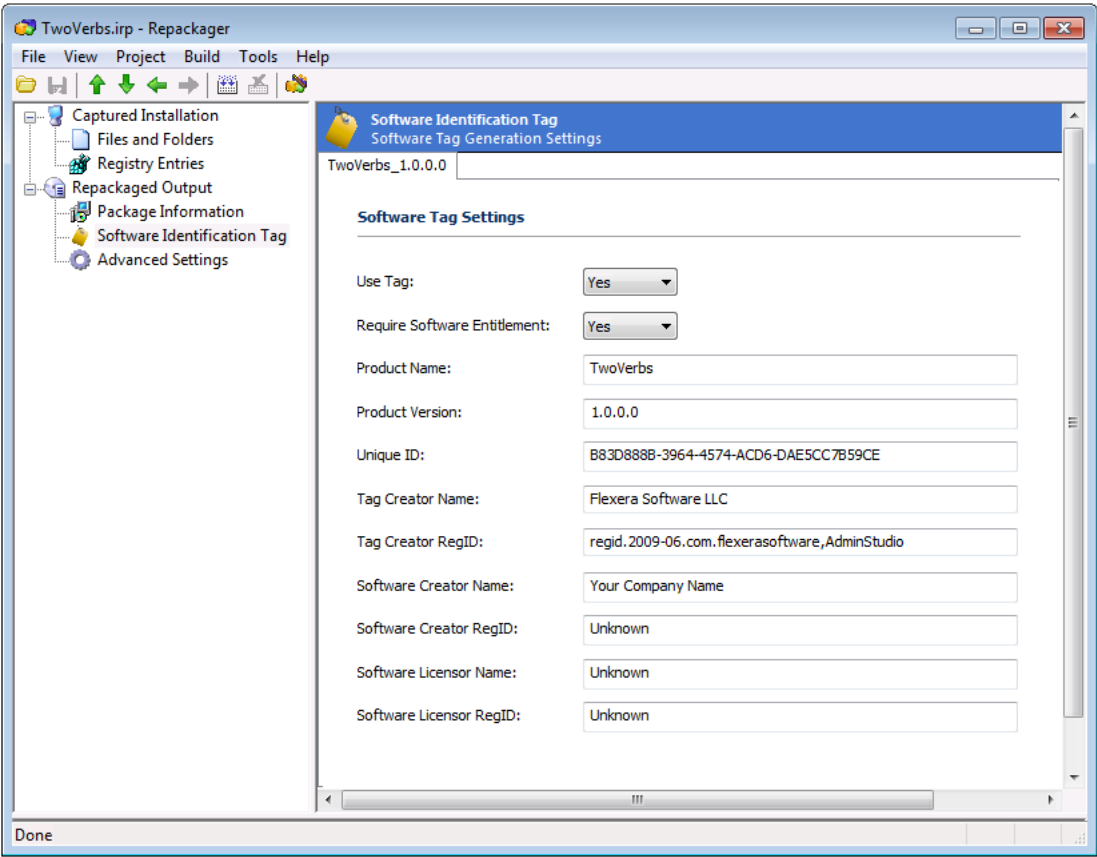 TwoVerbs.irp - Repackager
File View Project Build Tools Help
Captured Installation
Files and Folders
Registry Entries
Repackaged Output
Package Information
Software Identification Tag
Advanced Settings
Software Identification Tag
Software Tag Generation Settings
TwoVerbs_1.0.0.0
Software Tag Settings
Use Tag: Yes
Require Software Entitlement: Yes
Product Name: TwoVerbs
Product Version: 1.0.0.0
Unique ID: B83D888B-3964-4574-ACD6-DAE5CC7B59CE
Tag Creator Name: Flexera Software LLC
Tag Creator RegID: regid.2009-06.com.flexerasoftware,AdminStudio
Software Creator Name: Your Company Name
Software Creator RegID: Unknown
Software Licensor Name: Unknown
Software Licensor RegID: Unknown
Done